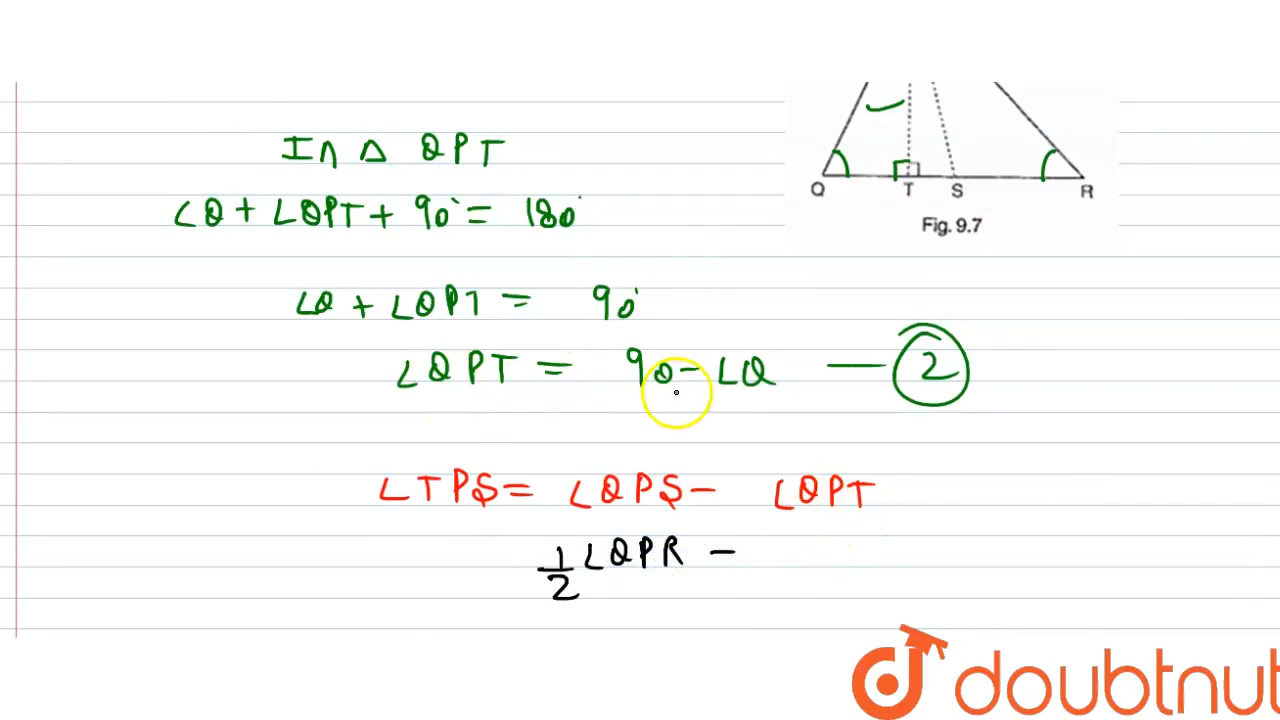 In Δ QPT
∠Q + ∠QPT + 90° = 180°
Q T S R
Fig. 9.7
∠Q + ∠QPT = 90°
∠QPT = 90 - ∠Q — 2
∠TPS = ∠QPS - ∠QPT
1/2 ∠QPR -
doubtnut